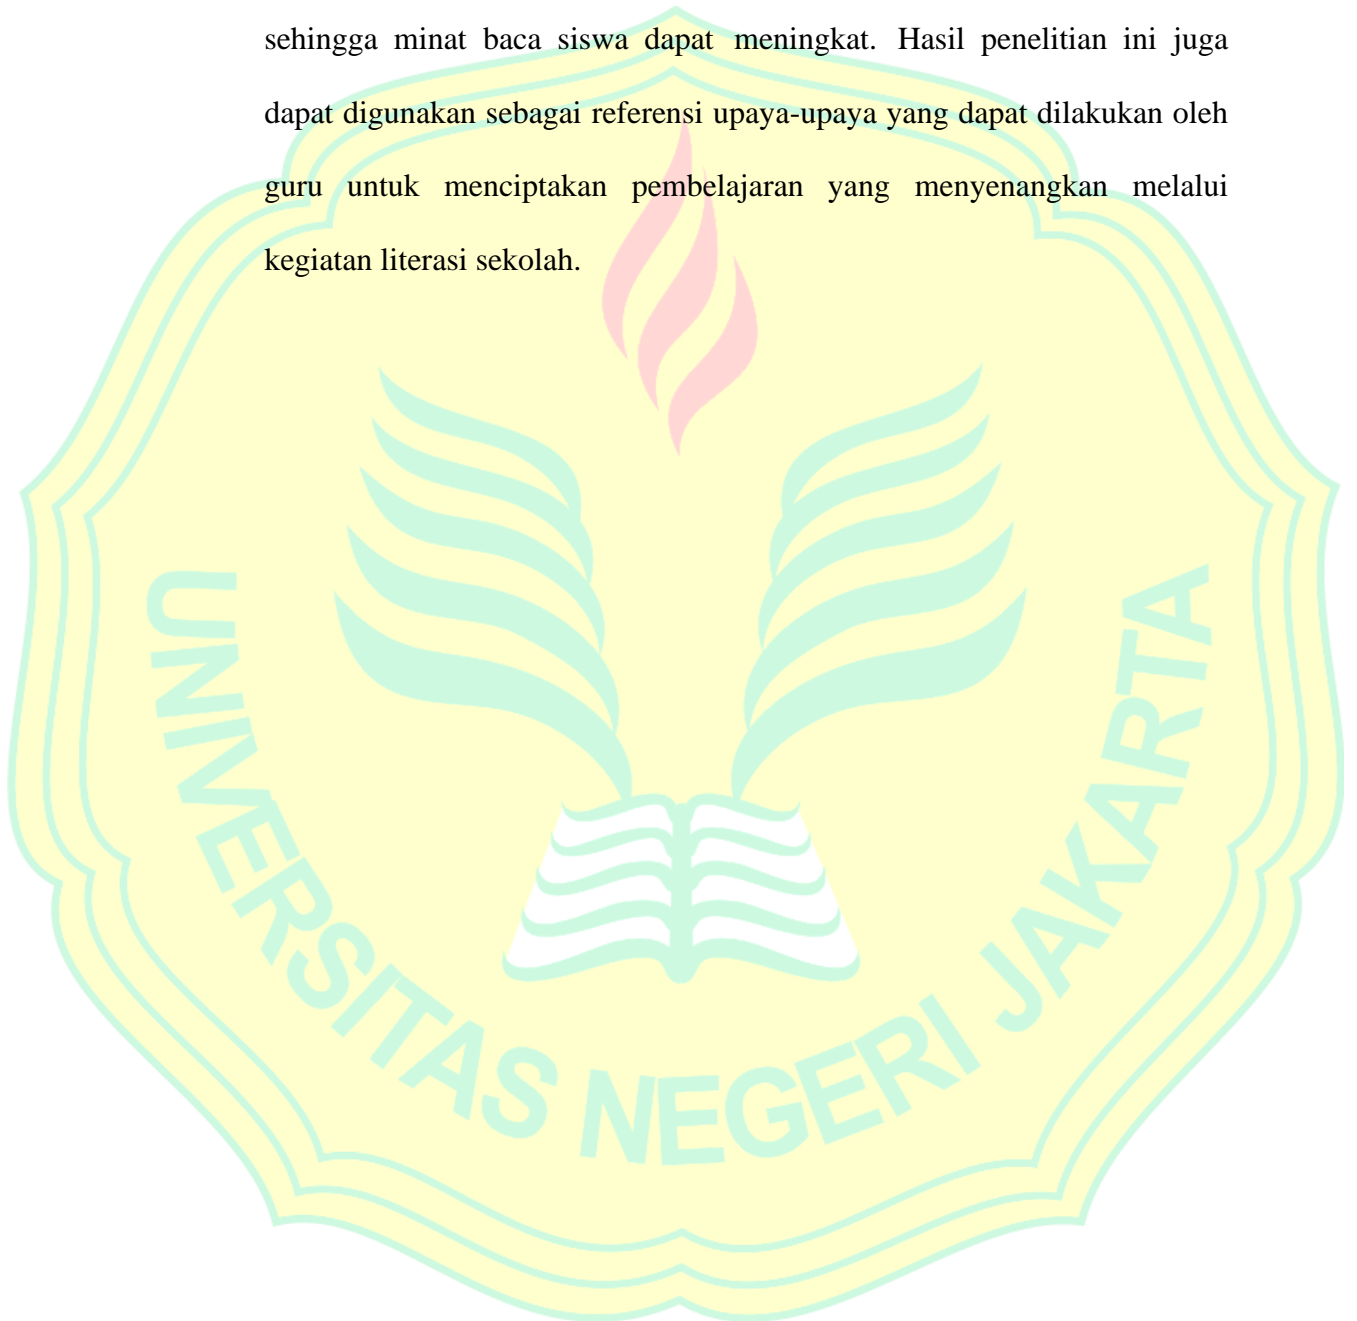 sehingga minat baca siswa dapat meningkat. Hasil penelitian ini juga
dapat digunakan sebagai referensi upaya-upaya yang dapat dilakukan oleh
guru untuk menciptakan pembelajaran yang menyenangkan melalui
kegiatan literasi sekolah.
UNIVERSITAS NEGERI JAKARTA